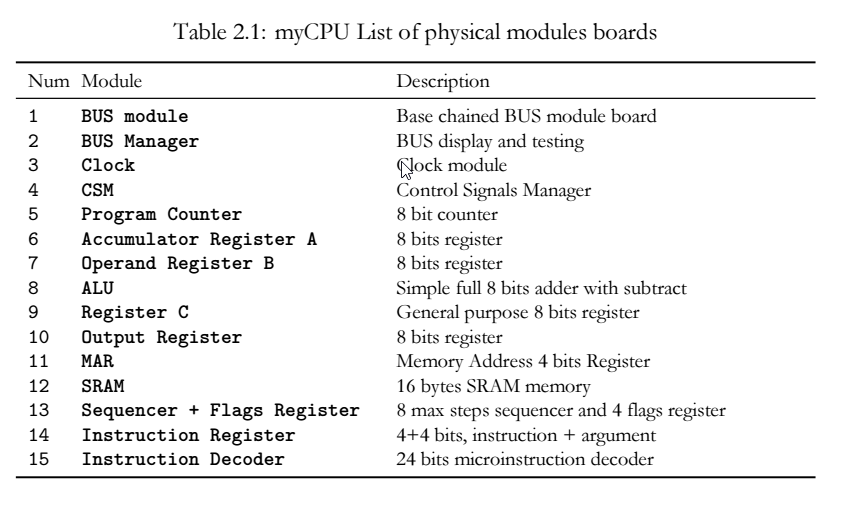 Table 2.1: myCPU List of physical modules boards
Num Module Description
1 BUS module Base chained BUS module board
2 BUS Manager BUS display and testing
3 Clock Clock module
4 CSM Control Signals Manager
5 Program Counter 8 bit counter
6 Accumulator Register A 8 bits register
7 Operand Register B 8 bits register
8 ALU Simple full 8 bits adder with subtract
9 Register C General purpose 8 bits register
10 Output Register 8 bits register
11 MAR Memory Address 4 bits Register
12 SRAM 16 bytes SRAM memory
13 Sequencer + Flags Register 8 max steps sequencer and 4 flags register
14 Instruction Register 4+4 bits, instruction + argument
15 Instruction Decoder 24 bits microinstruction decoder